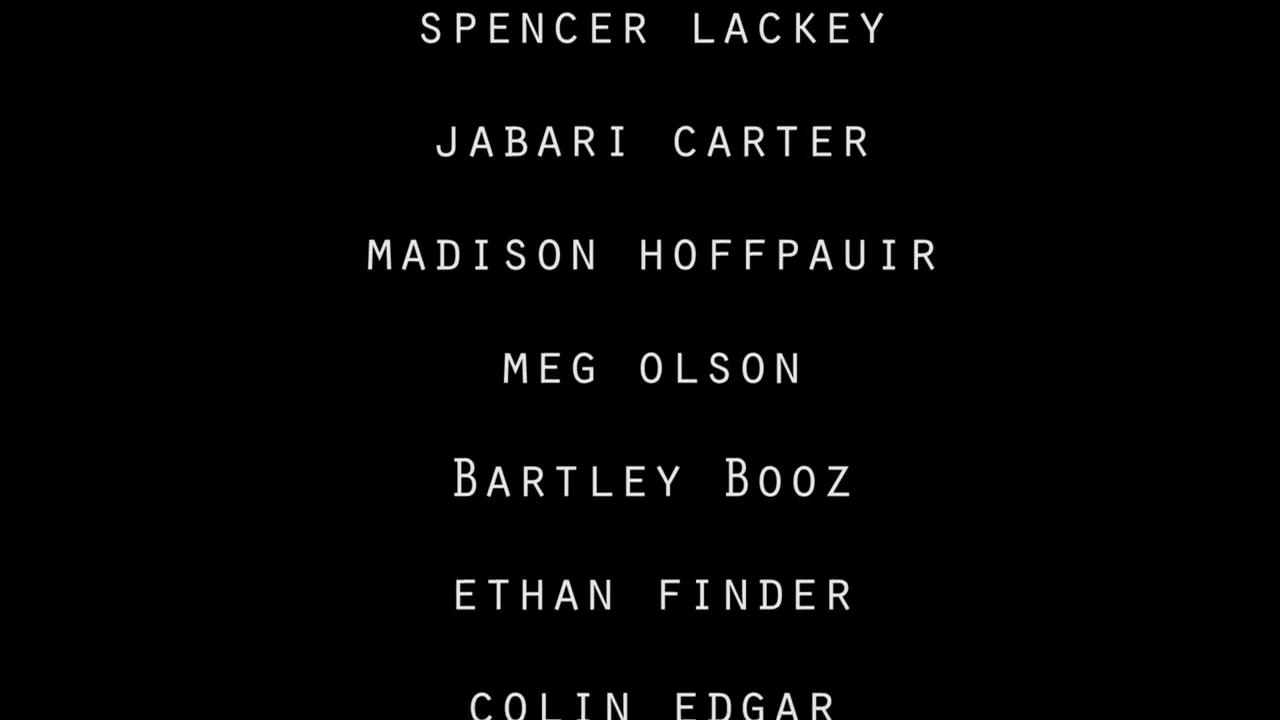 SPENCER LACKEY
JABARI CARTER
MADISON HOFFPAUIR
MEG OLSON
BARTLEY BOOZ
ETHAN FINDER
COLIN EDGAR